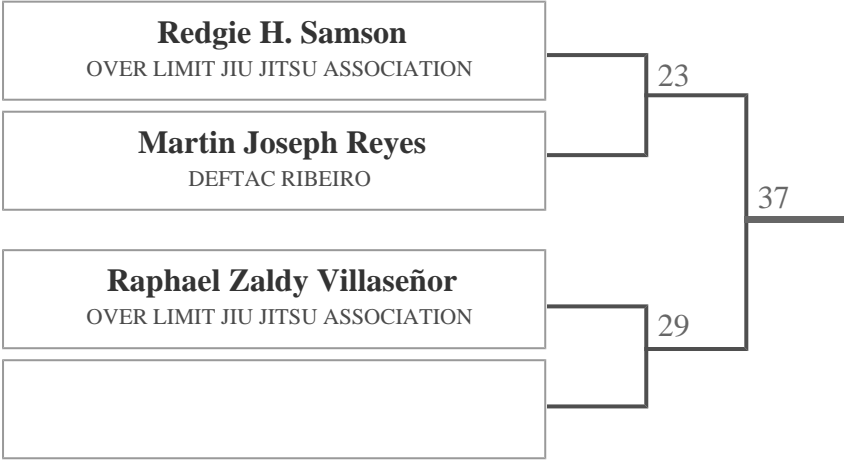 Redgie H. Samson
OVER LIMIT JIU JITSU ASSOCIATION
23
Martin Joseph Reyes
DEFTAC RIBEIRO
37
Raphael Zaldy Villaseñor
OVER LIMIT JIU JITSU ASSOCIATION
29